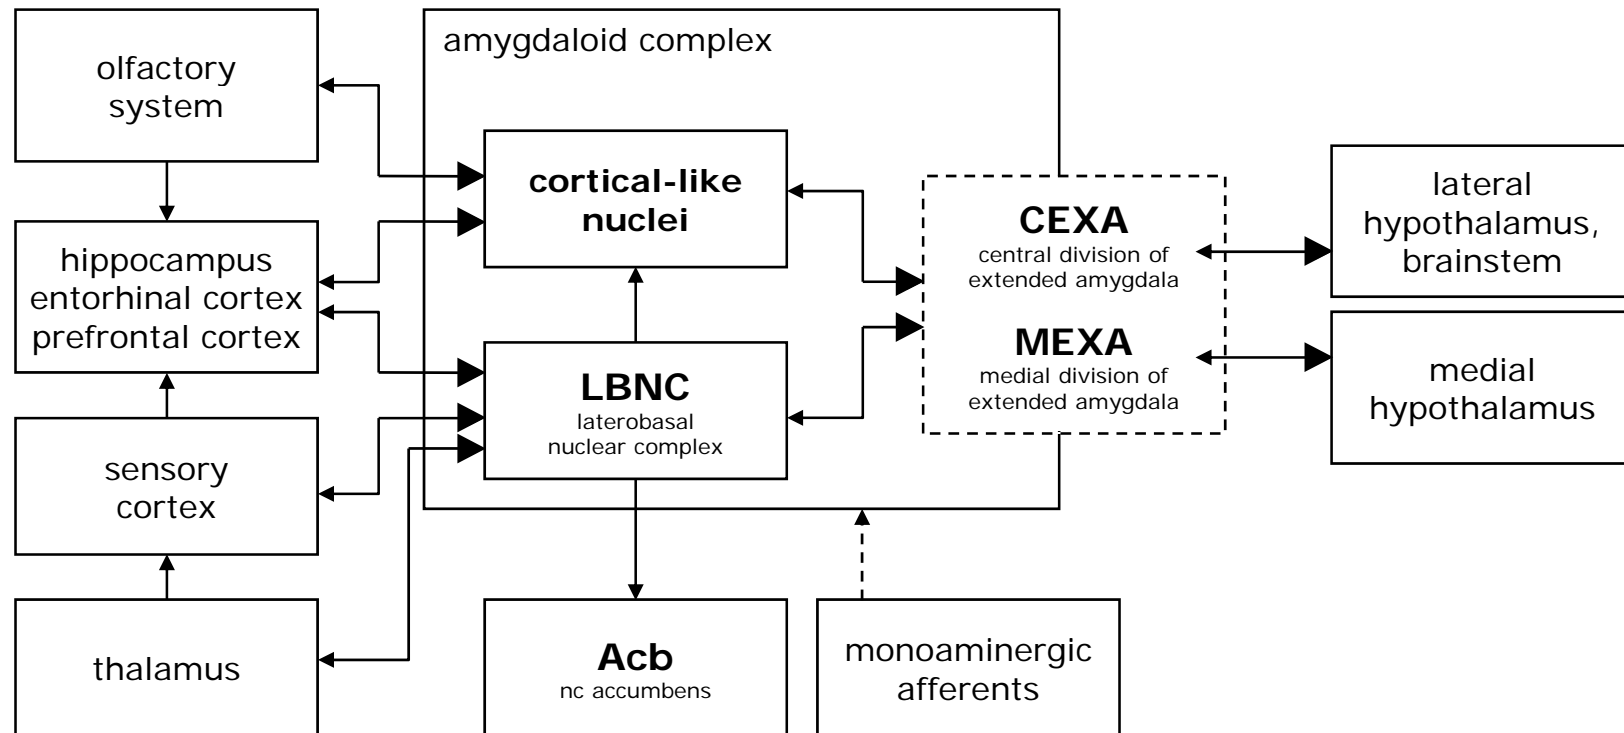 olfactory
system
amygdaloid complex
cortical-like
nuclei
hippocampus
entorhinal cortex
prefrontal cortex
LBNC
laterobasal
nuclear complex
CEXA
central division of
extended amygdala
MEXA
medial division of
extended amygdala
lateral
hypothalamus,
brainstem
medial
hypothalamus
sensory
cortex
thalamus
Acb
nc accumbens
monoaminergic
afferents